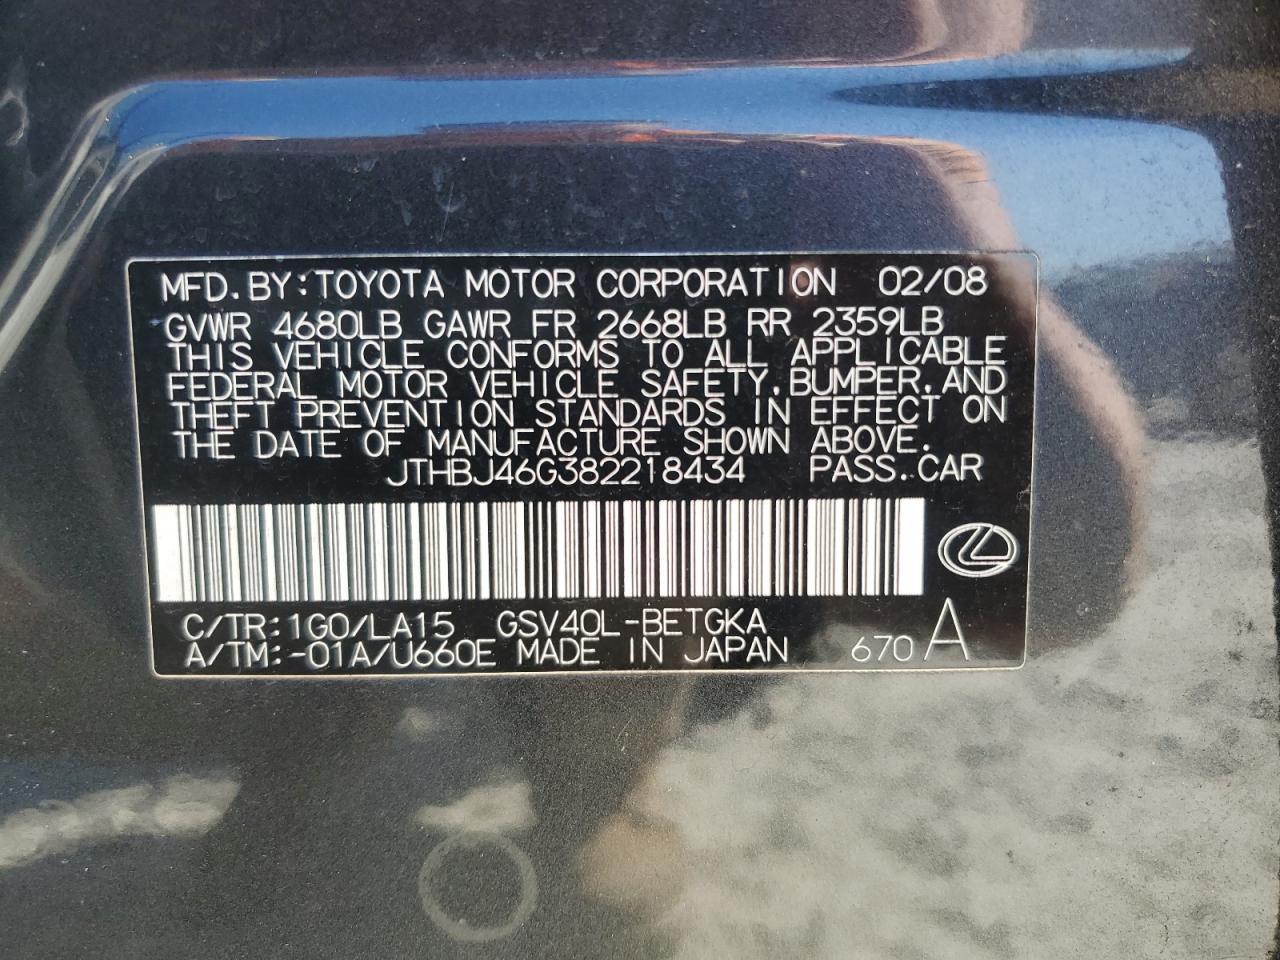 MFD.BY:TOYOTA MOTOR CORPORATION 02/08
GVWR 4680LB GAWR FR 2668LB RR 2359LB
THIS VEHICLE CONFORMS TO ALL APPLICABLE
FEDERAL MOTOR VEHICLE SAFETY,BUMPER,AND
THEFT PREVENTION STANDARDS IN EFFECT ON
THE DATE OF MANUFACTURE SHOWN ABOVE.
JTHBJ46G382218434 PASS.CAR
C/TR:1G0/LA15 GSV40L-BETGKA
A/TM:-01A/U660E MADE IN JAPAN 670 A